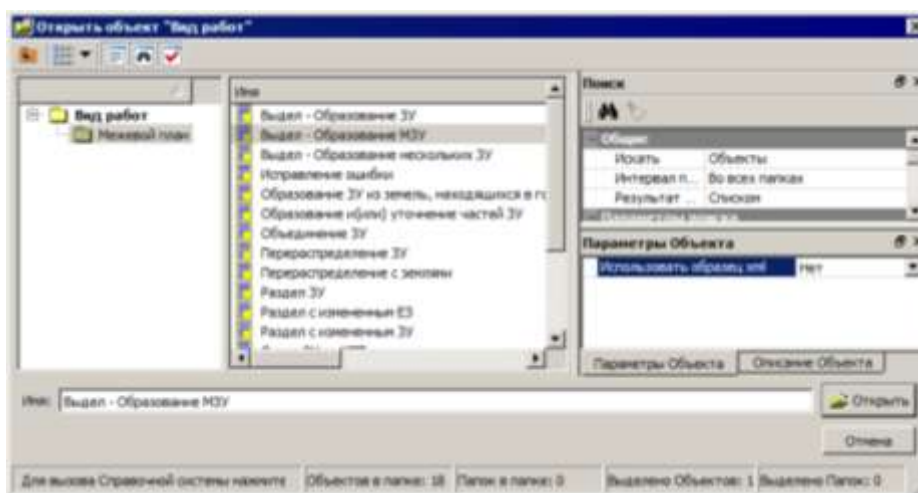 Открыть объект "Вид работ"
Вид работ
Межевой план
Имя
Выдел - Образование ЗУ
Выдел - Образование МЗУ
Выдел - Образование нескольких ЗУ
Исправление ошибки
Образование ЗУ из земель, находящихся в го
Образование и(или) уточнение частей ЗУ
Объединение ЗУ
Перераспределение ЗУ
Перераспределение с землями
Раздел ЗУ
Раздел с измененным ЕЗ
Раздел с измененным ЗУ
Поиск
Общие
Искать Объекты
Интервал п... Во всех папках
Результат ... Списком
Параметры Объекта
Использовать образец xml Нет
Параметры Объекта Описание Объекта
Имя: Выдел - Образование МЗУ
Открыть
Отмена
Для вызова Справочной системы нажмите Объектов в папке: 18 Папок в папке: 0 Выделено Объектов: 1 Выделено Папок: 0